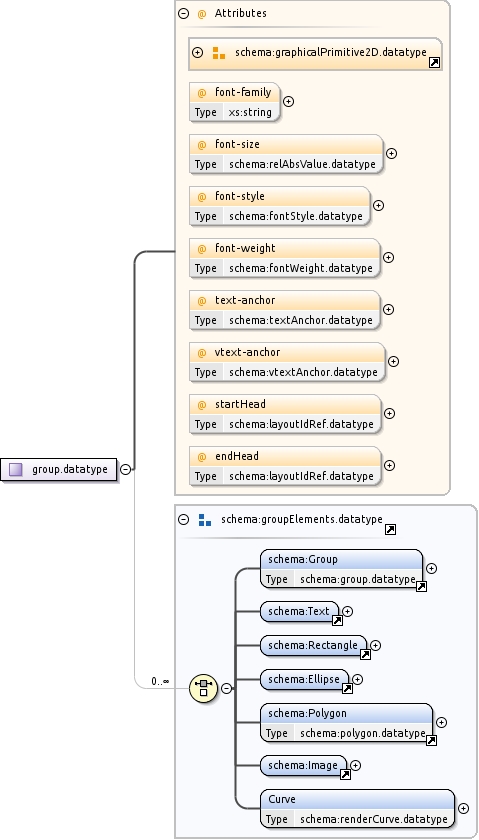 @ Attributes
schema:graphicalPrimitive2D.datatype
@ font-family
Type xs:string
@ font-size
Type schema:relAbsValue.datatype
@ font-style
Type schema:fontStyle.datatype
@ font-weight
Type schema:fontWeight.datatype
@ text-anchor
Type schema:textAnchor.datatype
@ vtext-anchor
Type schema:vtextAnchor.datatype
@ startHead
Type schema:layoutIdRef.datatype
@ endHead
Type schema:layoutIdRef.datatype
group.datatype
schema:groupElements.datatype
schema:Group
Type schema:group.datatype
schema:Text
schema:Rectangle
schema:Ellipse
0..∞
schema:Polygon
Type schema:polygon.datatype
schema:Image
Curve
Type schema:renderCurve.datatype